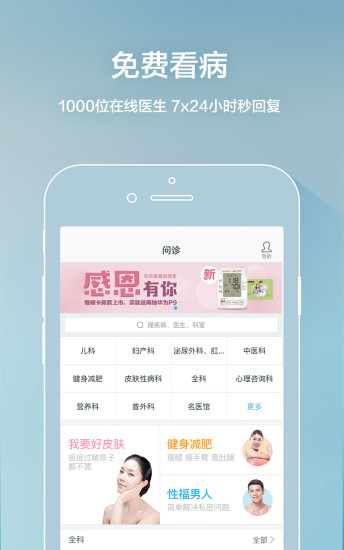 免费看病
1000位在线医生 7x24小时秒回复
问诊
我的
感恩有你
新
搜疾病、医生、科室
儿科 妇产科 泌尿外科、肛... 中医科
健身减肥 皮肤性病科 全科 心理咨询科
营养科 普外科 名医馆 更多
我要好皮肤
痘痘过敏疹子
都不要
健身减肥
瘦腿 瘦手臂 瘦肚腩
性福男人
简单解决私密问题
全科 全部